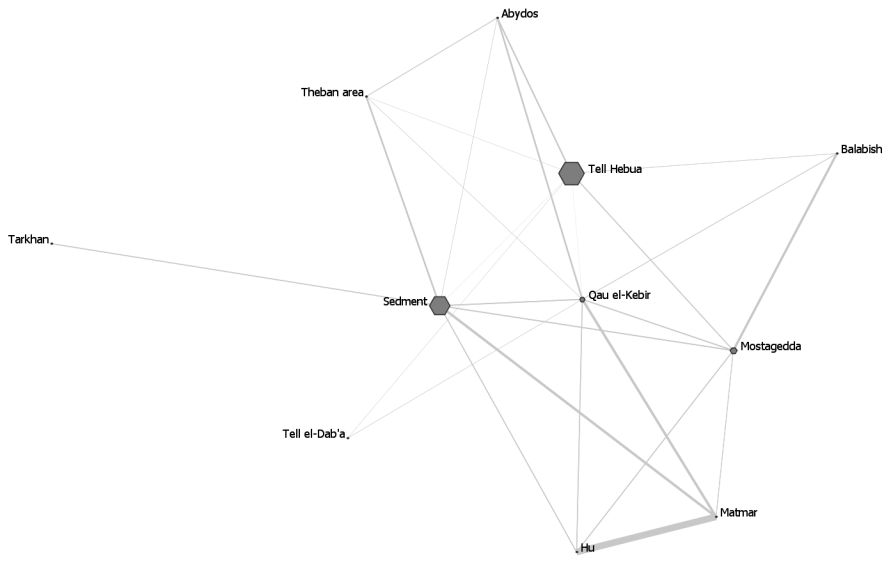 Abydos
Theban area
Balabish
Tell Hebua
Tarkhan
Sedment
Qau el-Kebir
Mostagedda
Tell el-Dab'a
Matmar
Hu